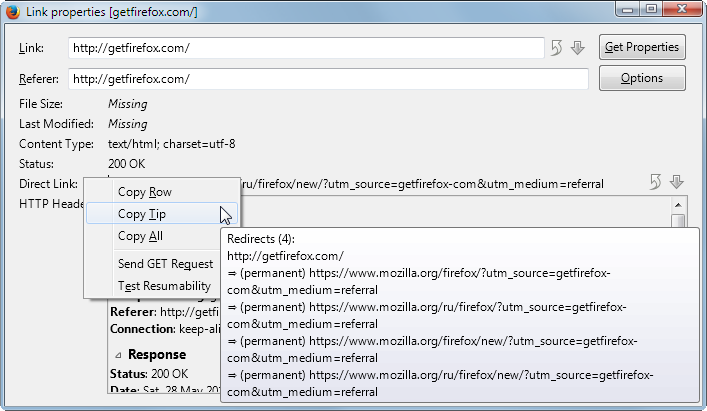 Link properties [getfirefox.com/]
Link: http://getfirefox.com/ Get Properties
Referer: http://getfirefox.com/ Options
File Size: Missing
Last Modified: Missing
Content Type: text/html; charset=utf-8
Status: 200 OK
Direct Link: ru/firefox/new/?utm_source=getfirefox-com&utm_medium=referral
HTTP Heade
Copy Row
Copy Tip
Copy All
Send GET Request
Test Resumability
Redirects (4):
http://getfirefox.com/
⇒ (permanent) https://www.mozilla.org/firefox/?utm_source=getfirefox-
com&utm_medium=referral
⇒ (permanent) https://www.mozilla.org/ru/firefox/?utm_source=getfirefox-
com&utm_medium=referral
⇒ (permanent) https://www.mozilla.org/firefox/new/?utm_source=getfirefox-
com&utm_medium=referral
⇒ (permanent) https://www.mozilla.org/ru/firefox/new/?utm_source=getfirefox-
com&utm_medium=referral
Referer: http://getfi
Connection: keep-ali
Response
Status: 200 OK
Date: Sat, 28 May 20